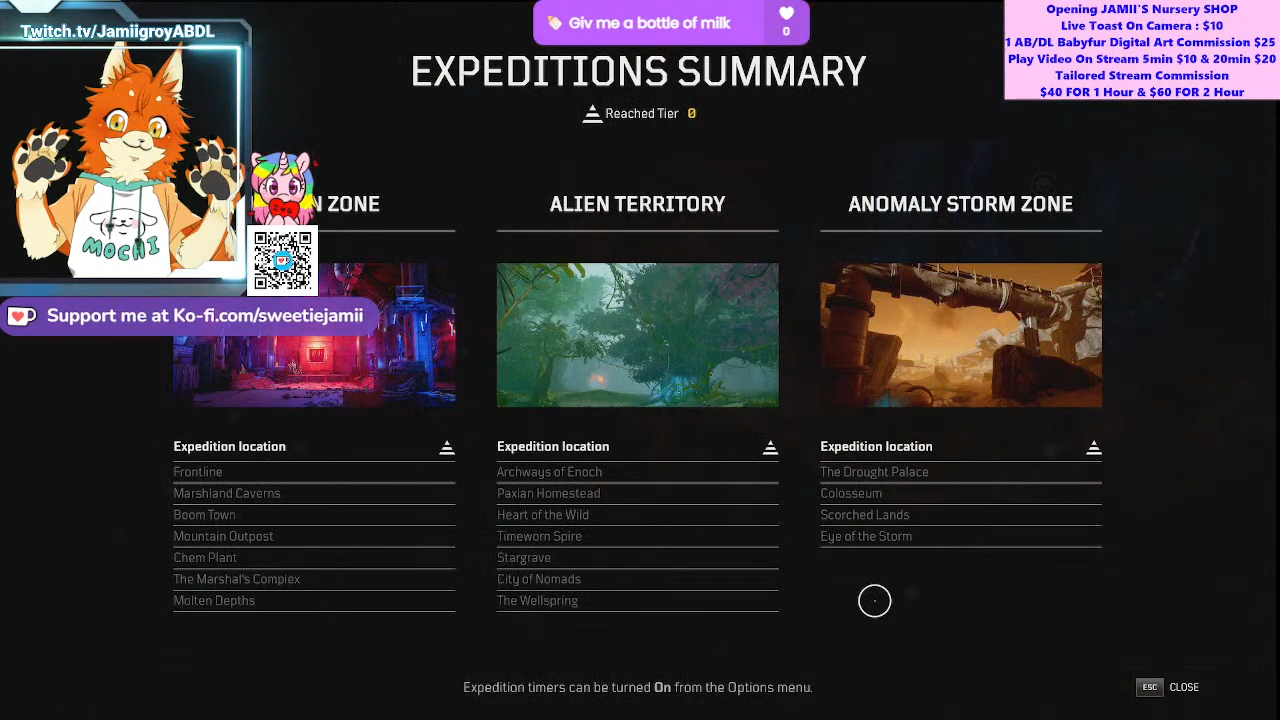 Twitch.tv/JamiigroyABDL
Giv me a bottle of milk
0
Opening JAMII'S Nursery SHOP
Live Toast On Camera : $10
1 AB/DL Babyfur Digital Art Commission $25
Play Video On Stream 5min $10 & 20min $20
Tailored Stream Commission
$40 FOR 1 Hour & $60 FOR 2 Hour
EXPEDITIONS SUMMARY
Reached Tier 0
MOCHI
Support me at Ko-fi.com/sweetiejamii
N ZONE
Expedition location
Frontline
Marshland Caverns
Boom Town
Mountain Outpost
Chem Plant
The Marshal's Complex
Molten Depths
ALIEN TERRITORY
Expedition location
Archways of Enoch
Paxian Homestead
Heart of the Wild
Timeworn Spire
Stargrave
City of Nomads
The Wellspring
ANOMALY STORM ZONE
Expedition location
The Drought Palace
Colosseum
Scorched Lands
Eye of the Storm
Expedition timers can be turned On from the Options menu.
ESC CLOSE